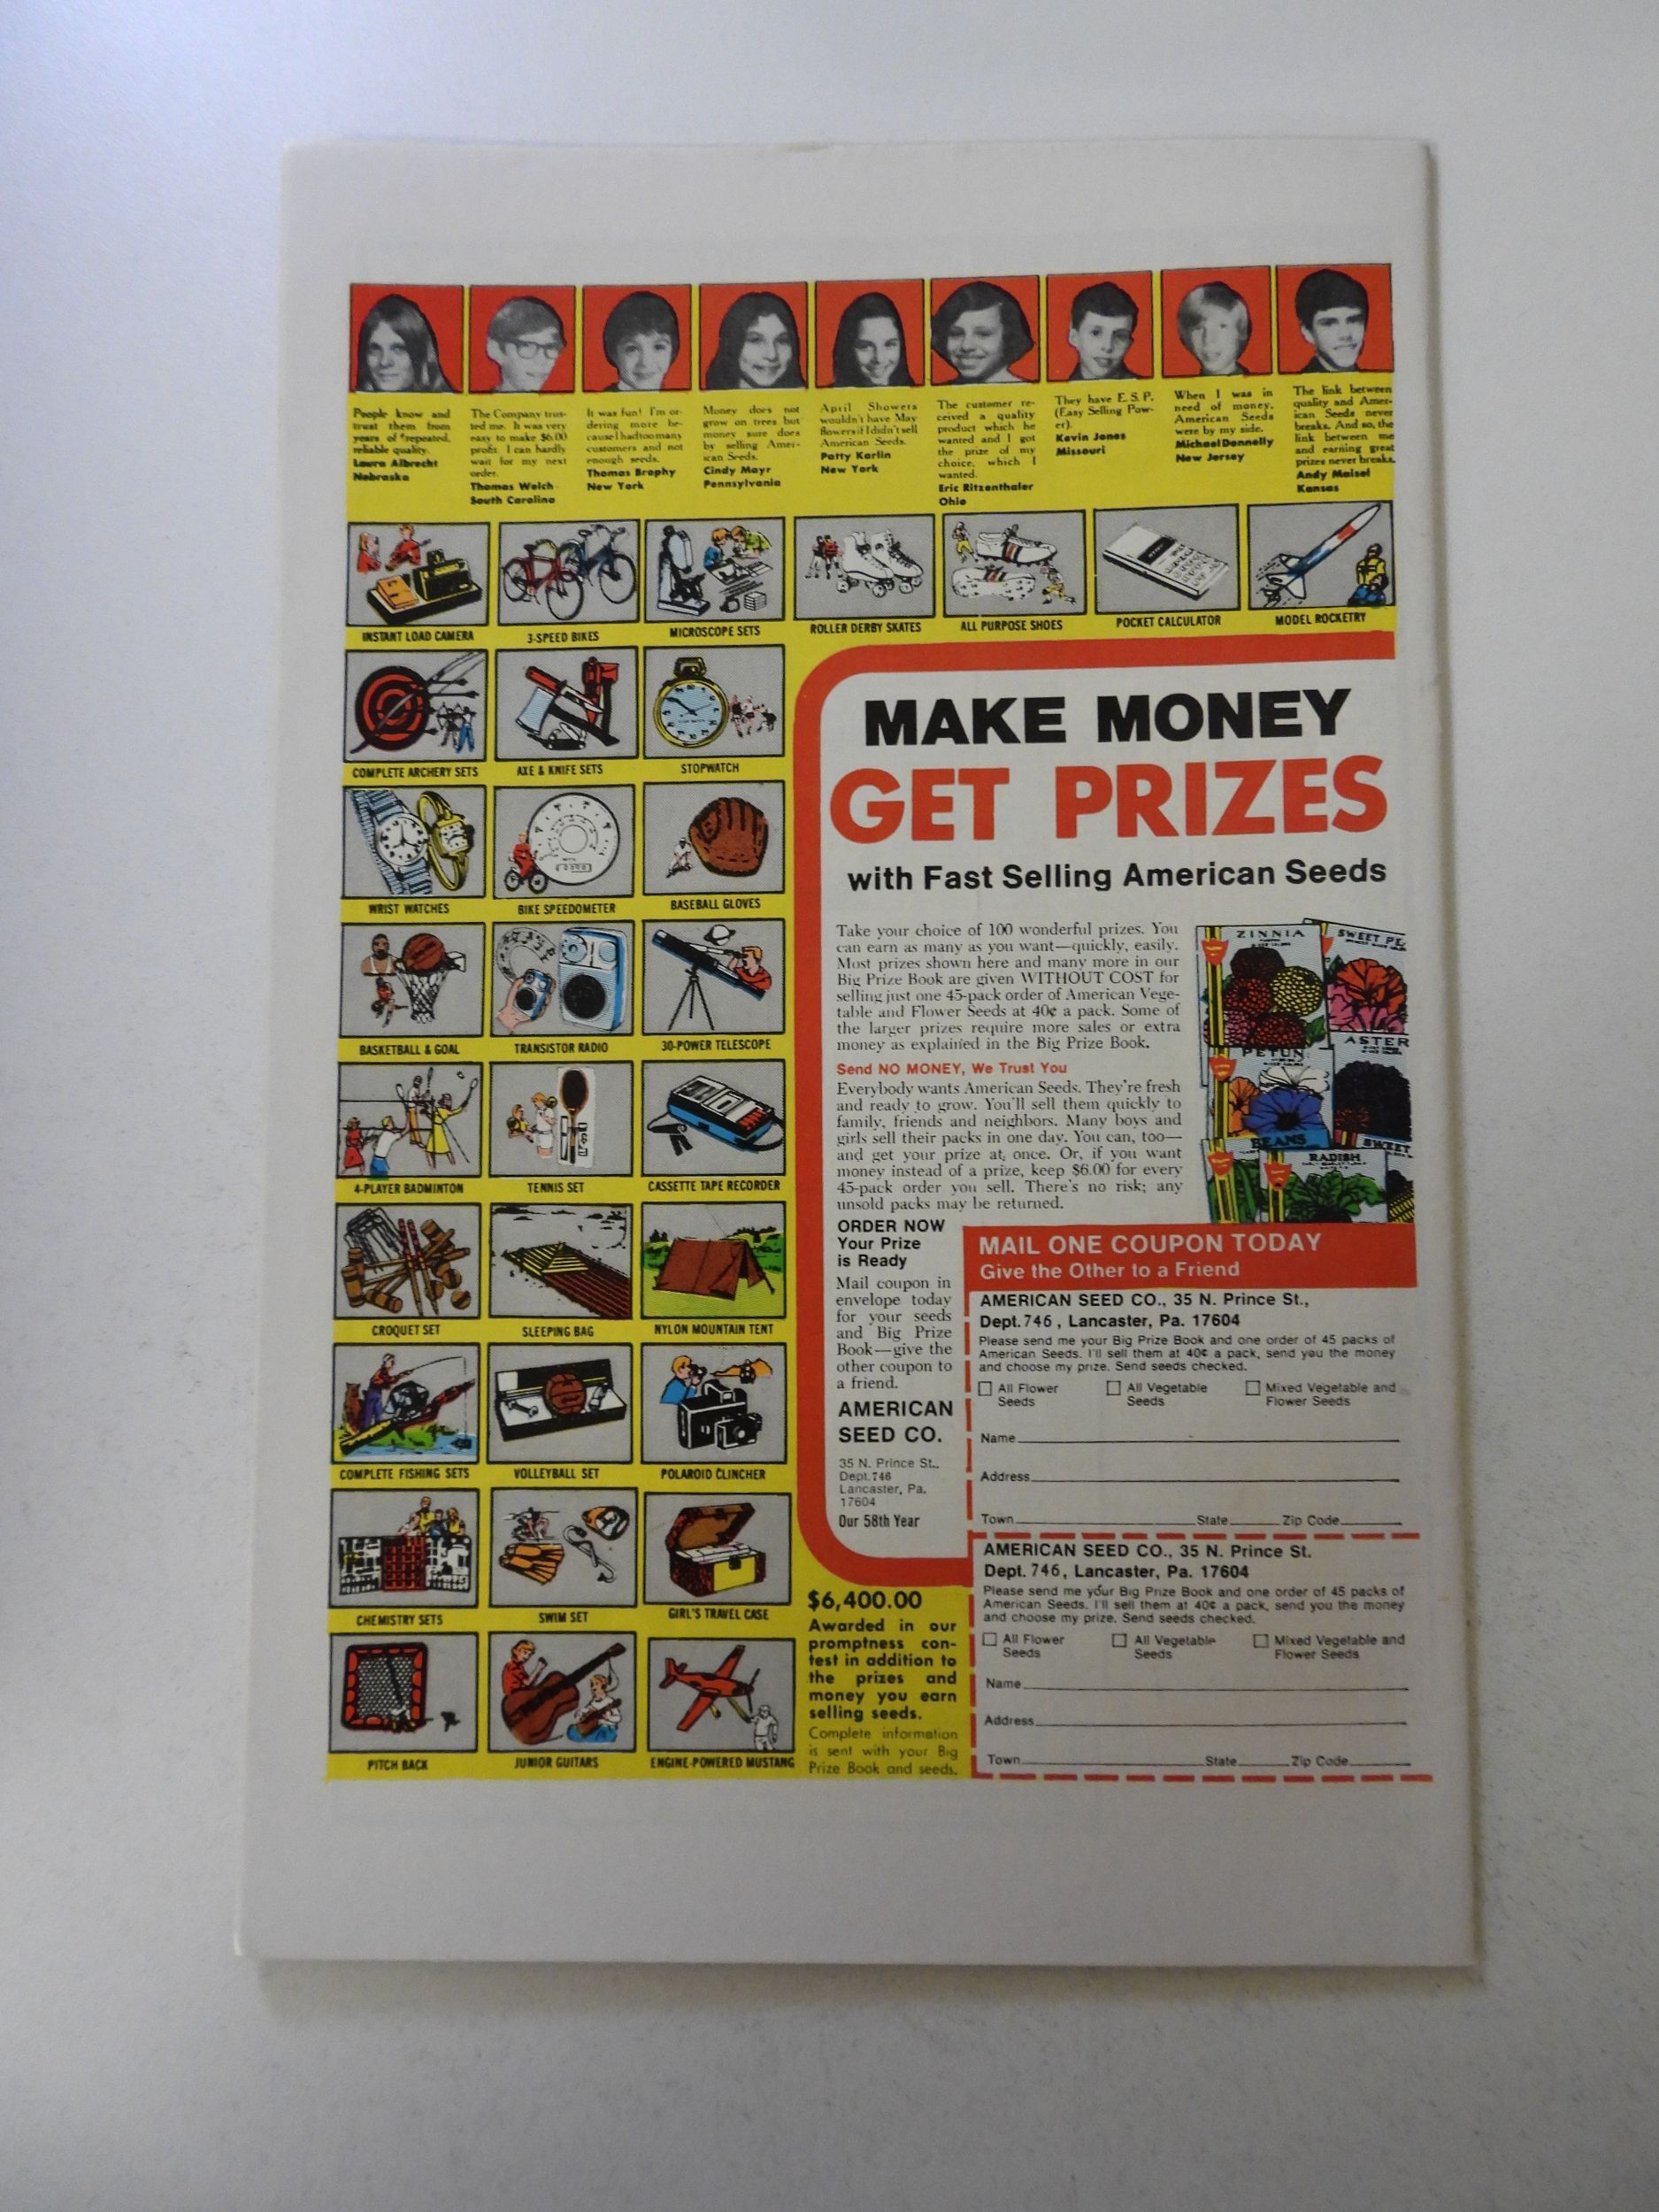 People know and
trust them from
years of repeated,
reliable quality.
Laura Albrecht
Nebraska
The Company trus-
ted me. It was very
easy to make $6.00
profit. I can hardly
wait for my next
order.
Thomas Welch
South Carolina
It was fun! I'm or-
dering more be-
cause I had too many
customers and not
enough seeds.
Thomas Brophy
New York
Money does not
grow on trees but
money sure does
by selling Amer-
ican Seeds.
Cindy Mayr
Pennsylvania
April Showers
wouldn't have May
flowers if I didn't sell
American Seeds.
Patty Karlin
New York
The customer re-
ceived a quality
product which he
wanted and I got
the prize of my
choice, which I
wanted.
Eric Ritzenthaler
Ohio
They have E.S.P.
(Easy Selling Pow-
er).
Kevin Jones
Missouri
When I was in
need of money,
American Seeds
were by my side.
Michael Donnelly
New Jersey
The link between
quality and Amer-
ican Seeds never
breaks. And so, the
link between me
and earning great
prizes never breaks.
Andy Maisel
Kansas
INSTANT LOAD CAMERA
3-SPEED BIKES
MICROSCOPE SETS
ROLLER DERBY SKATES
ALL PURPOSE SHOES
POCKET CALCULATOR
MODEL ROCKETRY
COMPLETE ARCHERY SETS
AXE & KNIFE SETS
STOPWATCH
WRIST WATCHES
BIKE SPEEDOMETER
BASEBALL GLOVES
BASKETBALL & GOAL
TRANSISTOR RADIO
30-POWER TELESCOPE
4-PLAYER BADMINTON
TENNIS SET
CASSETTE TAPE RECORDER
CROQUET SET
SLEEPING BAG
NYLON MOUNTAIN TENT
COMPLETE FISHING SETS
VOLLEYBALL SET
POLAROID CLINCHER
CHEMISTRY SETS
SWIM SET
GIRL'S TRAVEL CASE
PITCH BACK
JUNIOR GUITARS
ENGINE-POWERED MUSTANG
MAKE MONEY
GET PRIZES
with Fast Selling American Seeds
Take your choice of 100 wonderful prizes. You
can earn as many as you want—quickly, easily.
Most prizes shown here and many more in our
Big Prize Book are given WITHOUT COST for
selling just one 45-pack order of American Vege-
table and Flower Seeds at 40¢ a pack. Some of
the larger prizes require more sales or extra
money as explained in the Big Prize Book.
Send NO MONEY, We Trust You
Everybody wants American Seeds. They're fresh
and ready to grow. You'll sell them quickly to
family, friends and neighbors. Many boys and
girls sell their packs in one day. You can, too—
and get your prize at once. Or, if you want
money instead of a prize, keep $6.00 for every
45-pack order you sell. There's no risk; any
unsold packs may be returned.
ZINNIA
SWEET PE
ASTER
PETUN
BEANS
SWEET
RADISH
ORDER NOW
Your Prize
is Ready
Mail coupon in
envelope today
for your seeds
and Big Prize
Book—give the
other coupon to
a friend.
AMERICAN
SEED CO.
35 N. Prince St.,
Dept. 746
Lancaster, Pa.
17604
Our 58th Year
$6,400.00
Awarded in our
promptness con-
test in addition to
the prizes and
money you earn
selling seeds.
Complete information
is sent with your Big
Prize Book and seeds.
MAIL ONE COUPON TODAY
Give the Other to a Friend
AMERICAN SEED CO., 35 N. Prince St.,
Dept. 746, Lancaster, Pa. 17604
Please send me your Big Prize Book and one order of 45 packs of
American Seeds. I'll sell them at 40¢ a pack, send you the money
and choose my prize. Send seeds checked.
All Flower Seeds
All Vegetable Seeds
Mixed Vegetable and Flower Seeds
Name
Address
Town State Zip Code
AMERICAN SEED CO., 35 N. Prince St.
Dept. 746, Lancaster, Pa. 17604
Please send me your Big Prize Book and one order of 45 packs of
American Seeds. I'll sell them at 40¢ a pack, send you the money
and choose my prize. Send seeds checked.
All Flower Seeds
All Vegetable Seeds
Mixed Vegetable and Flower Seeds
Name
Address
Town State Zip Code